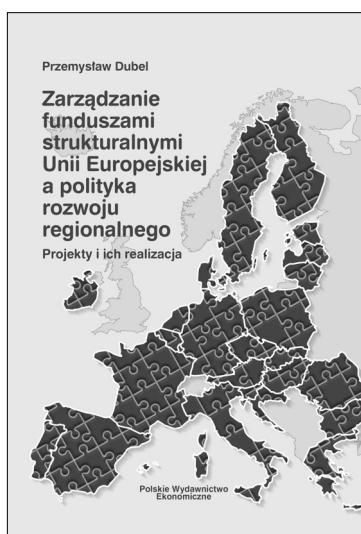 Przemysław Dubel
Zarządzanie
funduszami
strukturalnymi
Unii Europejskiej
a polityka
rozwoju
regionalnego
Projekty i ich realizacja
Polskie Wydawnictwo
Ekonomiczne